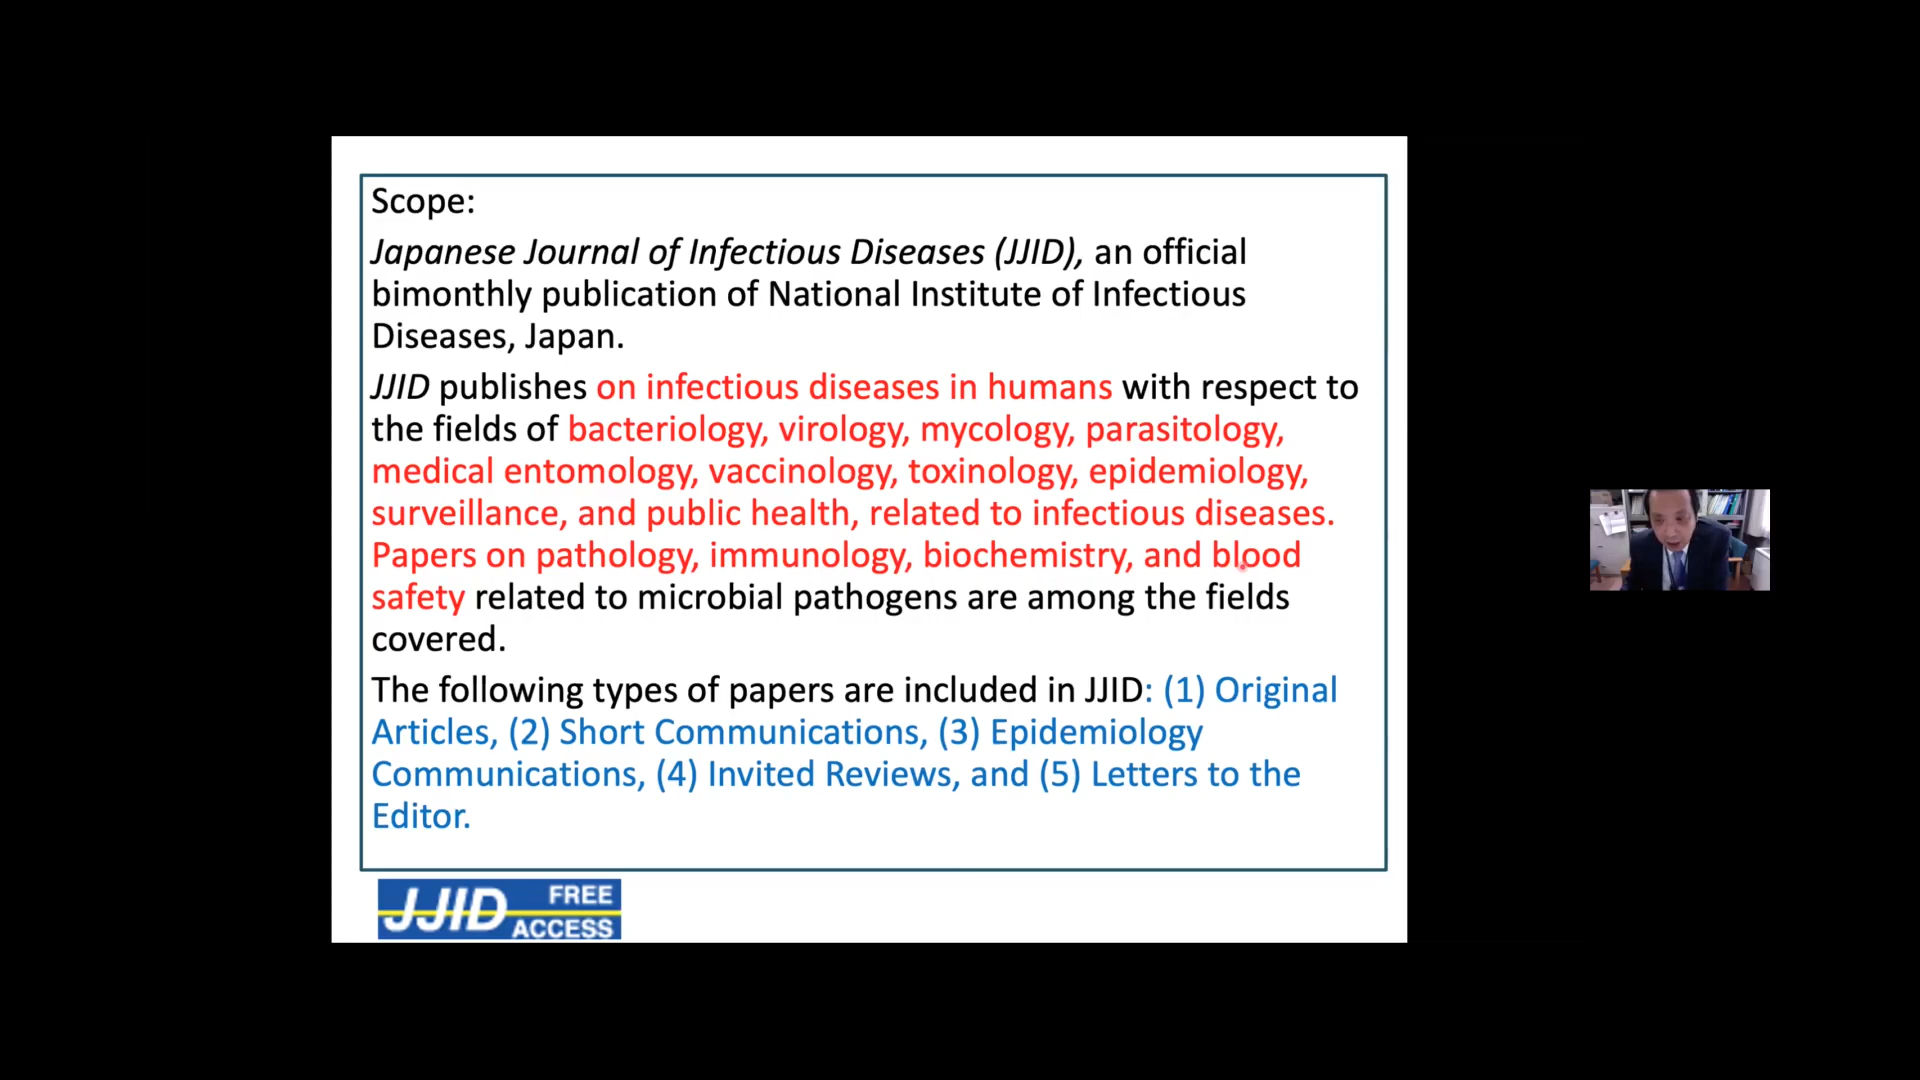 Scope:
Japanese Journal of Infectious Diseases (JJID), an official
bimonthly publication of National Institute of Infectious
Diseases, Japan.
JJID publishes on infectious diseases in humans with respect to
the fields of bacteriology, virology, mycology, parasitology,
medical entomology, vaccinology, toxinology, epidemiology,
surveillance, and public health, related to infectious diseases.
Papers on pathology, immunology, biochemistry, and blood
safety related to microbial pathogens are among the fields
covered.
The following types of papers are included in JJID: (1) Original
Articles, (2) Short Communications, (3) Epidemiology
Communications, (4) Invited Reviews, and (5) Letters to the
Editor.
JJID FREE
ACCESS